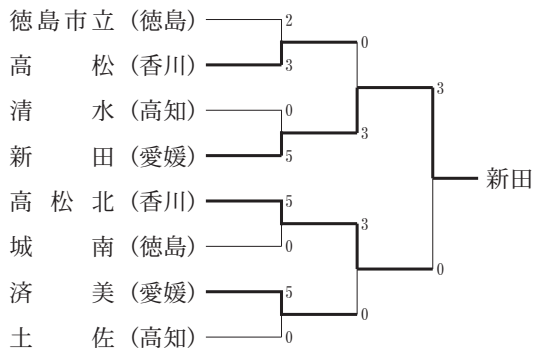 徳島市立（徳島） 2
高松（香川） 3
0
清水（高知） 0
新田（愛媛） 5
3
3
新田
高松北（香川） 5
城南（徳島） 0
3
0
済美（愛媛） 5
土佐（高知） 0
0